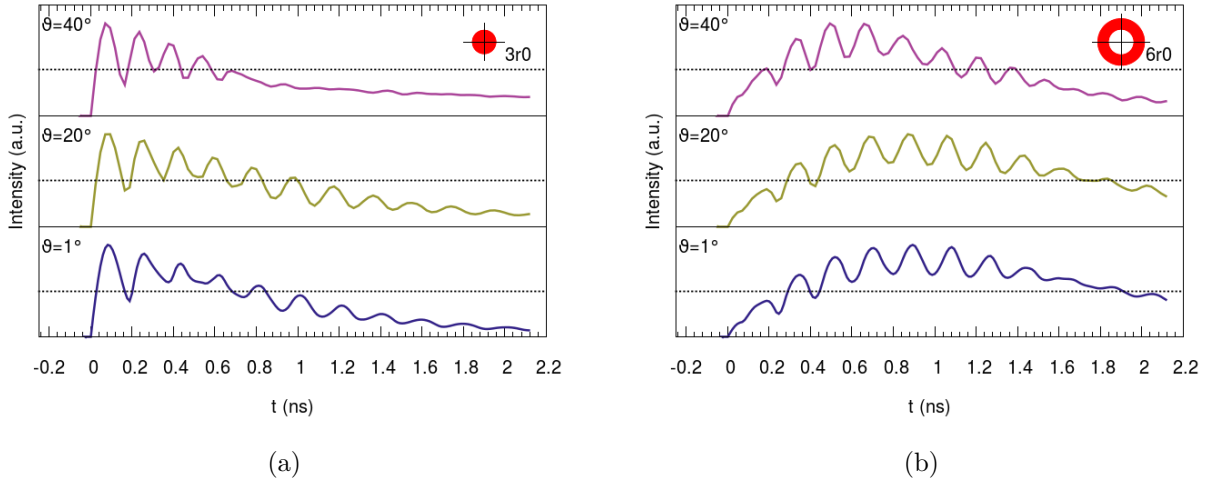 ϑ=40°
3r0
ϑ=20°
ϑ=1°
Intensity (a.u.)
-0.2 0 0.2 0.4 0.6 0.8 1 1.2 1.4 1.6 1.8 2 2.2
t (ns)
(a)
ϑ=40°
6r0
ϑ=20°
ϑ=1°
Intensity (a.u.)
-0.2 0 0.2 0.4 0.6 0.8 1 1.2 1.4 1.6 1.8 2 2.2
t (ns)
(b)